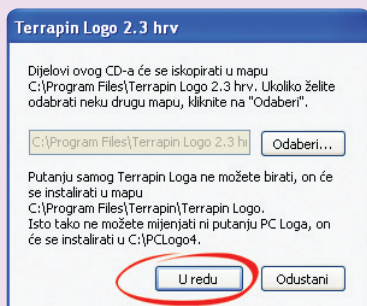 Terrapin Logo 2.3 hrv
Dijelovi ovog CD-a će se iskopirati u mapu
C:\Program Files\Terrapin Logo 2.3 hrv. Ukoliko želite
odabrati neku drugu mapu, kliknite na "Odaberi".
C:\Program Files\Terrapin Logo 2.3 h
Odaberi...
Putanju samog Terrapin Loga ne možete birati, on će
se instalirati u mapu
C:\Program Files\Terrapin\Terrapin Logo.
Isto tako ne možete mijenjati ni putanju PC Loga, on
će se instalirati u C:\PCLogo4.
U redu
Odustani